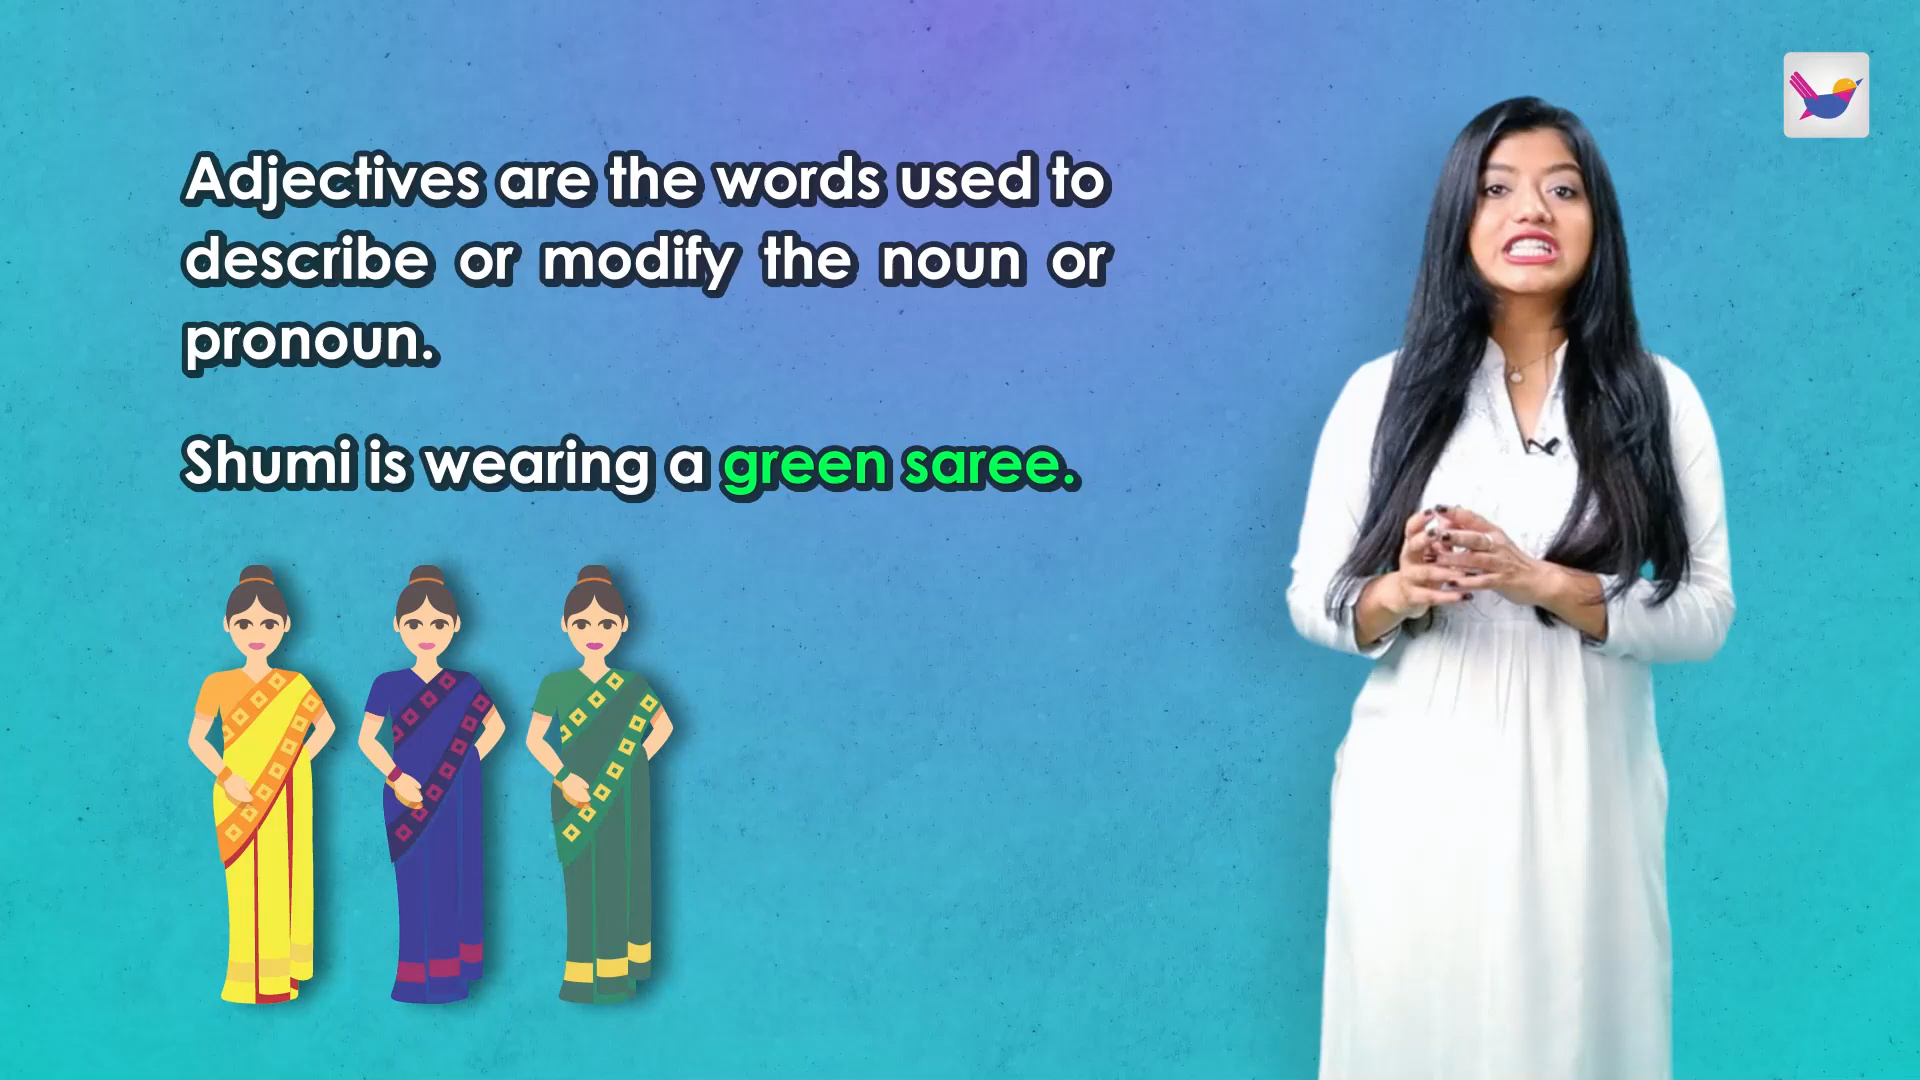 Adjectives are the words used to
describe or modify the noun or
pronoun.
Shumi is wearing a green saree.